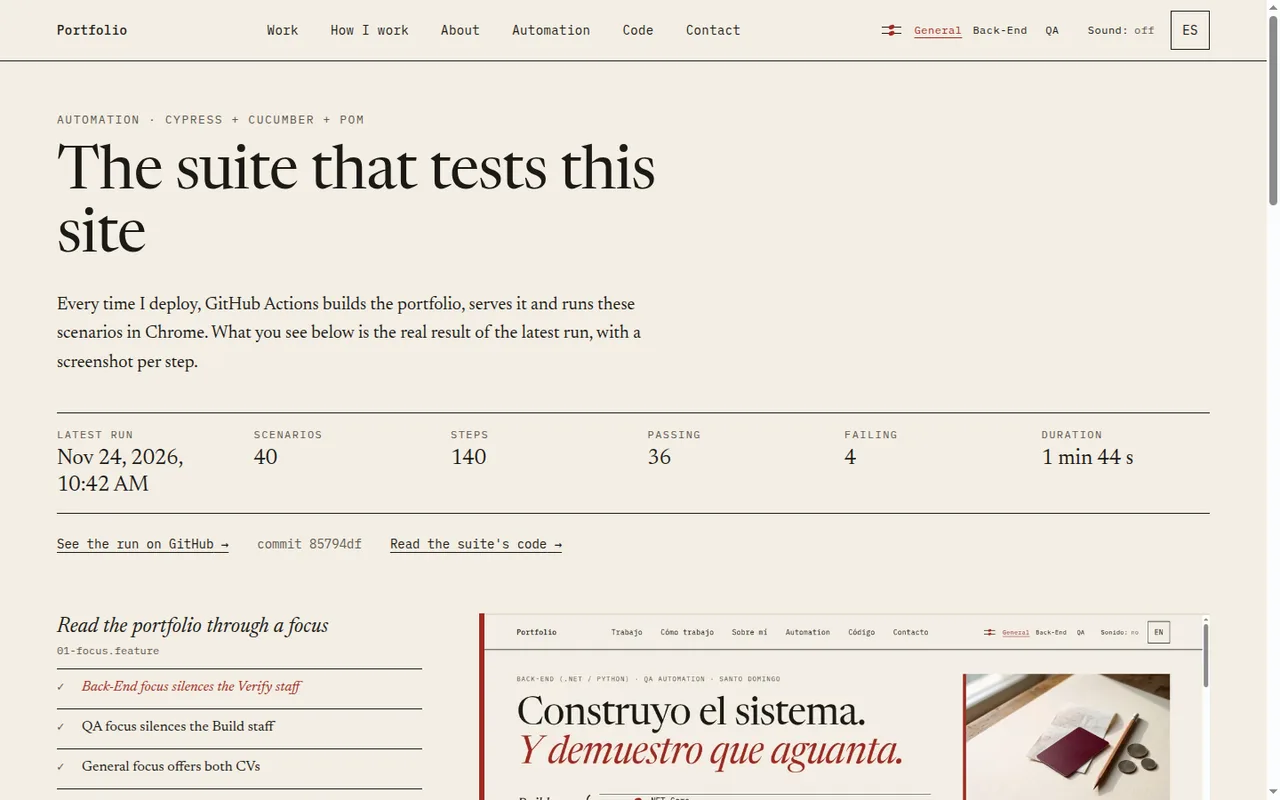 Portfolio
Work How I work About Automation Code Contact
General Back-End QA Sound: off ES
AUTOMATION · CYPRESS + CUCUMBER + POM
The suite that tests this
site
Every time I deploy, GitHub Actions builds the portfolio, serves it and runs these
scenarios in Chrome. What you see below is the real result of the latest run, with a
screenshot per step.
LATEST RUN
Nov 24, 2026,
10:42 AM
SCENARIOS
40
STEPS
140
PASSING
36
FAILING
4
DURATION
1 min 44 s
See the run on GitHub → commit 85794df Read the suite's code →
Read the portfolio through a focus
01-focus.feature
✓ Back-End focus silences the Verify staff
✓ QA focus silences the Build staff
✓ General focus offers both CVs
Portfolio Trabajo Cómo trabajo Sobre mí Automation Código Contacto General Back-End QA Sonido: no EN
BACK-END (.NET / PYTHON) · QA AUTOMATION · SANTO DOMINGO
Construyo el sistema.
Y demuestro que aguanta.